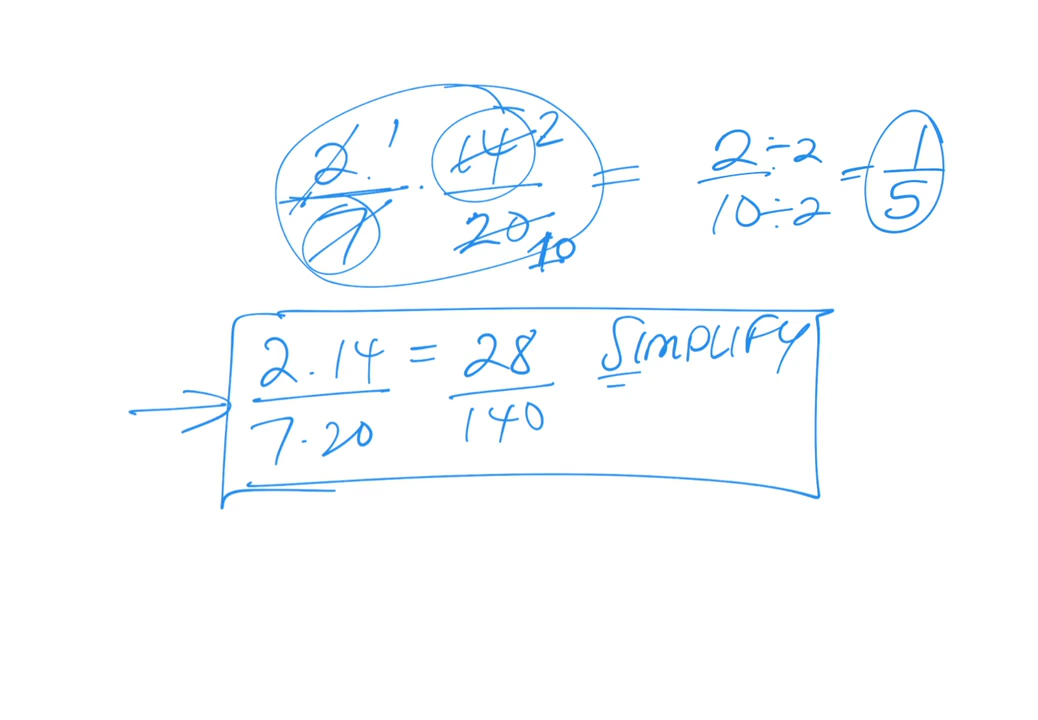 2. 1 . 14 2 = 2÷2 = 1
7 20 10 10÷2 5
2.14 = 28 SIMPLIFY
7.20 140